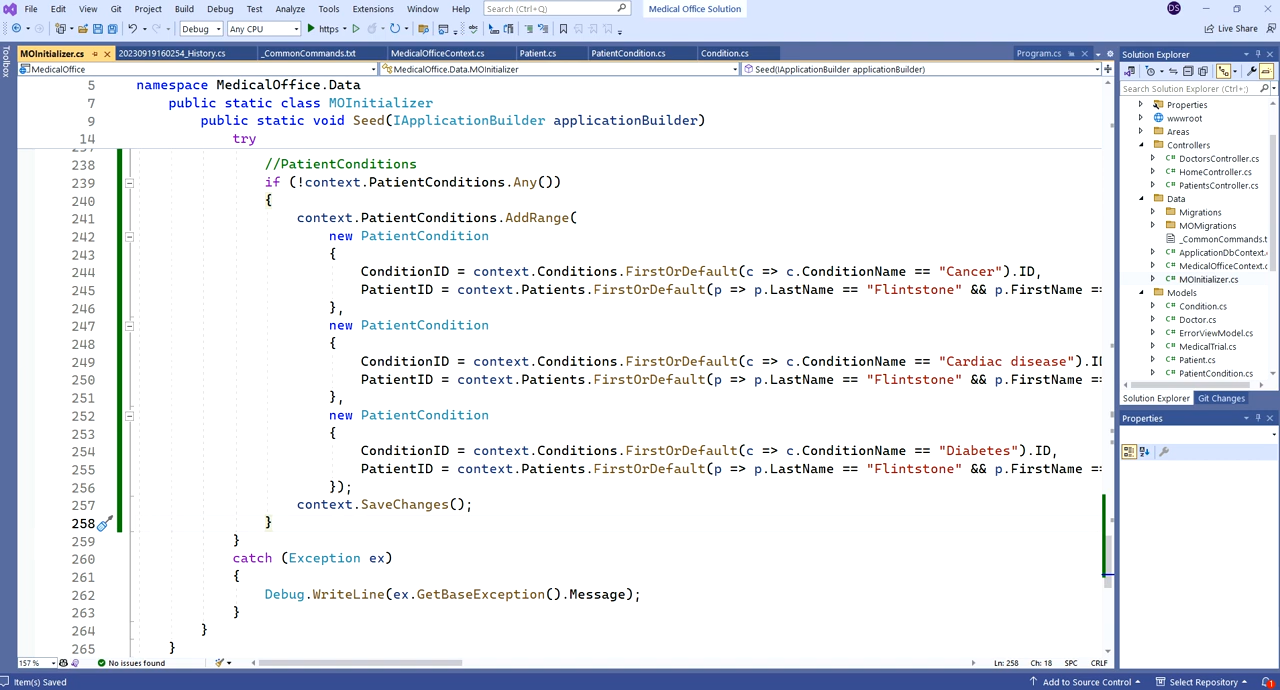 File Edit View Git Project Build Debug Test Analyze Tools Extensions Window Help Search (Ctrl+Q) Medical Office Solution DS
Debug Any CPU https Live Share
Toolbox
MOInitializer.cs 20230919160254_History.cs _CommonCommands.txt MedicalOfficeContext.cs Patient.cs PatientCondition.cs Condition.cs Program.cs
MedicalOffice MedicalOffice.Data.MOInitializer Seed(IApplicationBuilder applicationBuilder)
5 namespace MedicalOffice.Data
7 public static class MOInitializer
9 public static void Seed(IApplicationBuilder applicationBuilder)
14 try
238 //PatientConditions
239 if (!context.PatientConditions.Any())
240 {
241 context.PatientConditions.AddRange(
242 new PatientCondition
243 {
244 ConditionID = context.Conditions.FirstOrDefault(c => c.ConditionName == "Cancer").ID,
245 PatientID = context.Patients.FirstOrDefault(p => p.LastName == "Flintstone" && p.FirstName ==
246 },
247 new PatientCondition
248 {
249 ConditionID = context.Conditions.FirstOrDefault(c => c.ConditionName == "Cardiac disease").ID
250 PatientID = context.Patients.FirstOrDefault(p => p.LastName == "Flintstone" && p.FirstName ==
251 },
252 new PatientCondition
253 {
254 ConditionID = context.Conditions.FirstOrDefault(c => c.ConditionName == "Diabetes").ID,
255 PatientID = context.Patients.FirstOrDefault(p => p.LastName == "Flintstone" && p.FirstName ==
256 });
257 context.SaveChanges();
258 }
259 }
260 catch (Exception ex)
261 {
262 Debug.WriteLine(ex.GetBaseException().Message);
263 }
264 }
265 }
157 % No issues found Ln: 258 Ch: 18 SPC CRLF
Solution Explorer
Search Solution Explorer (Ctrl+;)
Properties
wwwroot
Areas
Controllers
C# DoctorsController.cs
C# HomeController.cs
C# PatientsController.cs
Data
Migrations
MOMigrations
_CommonCommands.t
C# ApplicationDbContext.
C# MedicalOfficeContext.c
C# MOInitializer.cs
Models
C# Condition.cs
C# Doctor.cs
C# ErrorViewModel.cs
C# MedicalTrial.cs
C# Patient.cs
C# PatientCondition.cs
Solution Explorer Git Changes
Properties
Item(s) Saved Add to Source Control Select Repository 1